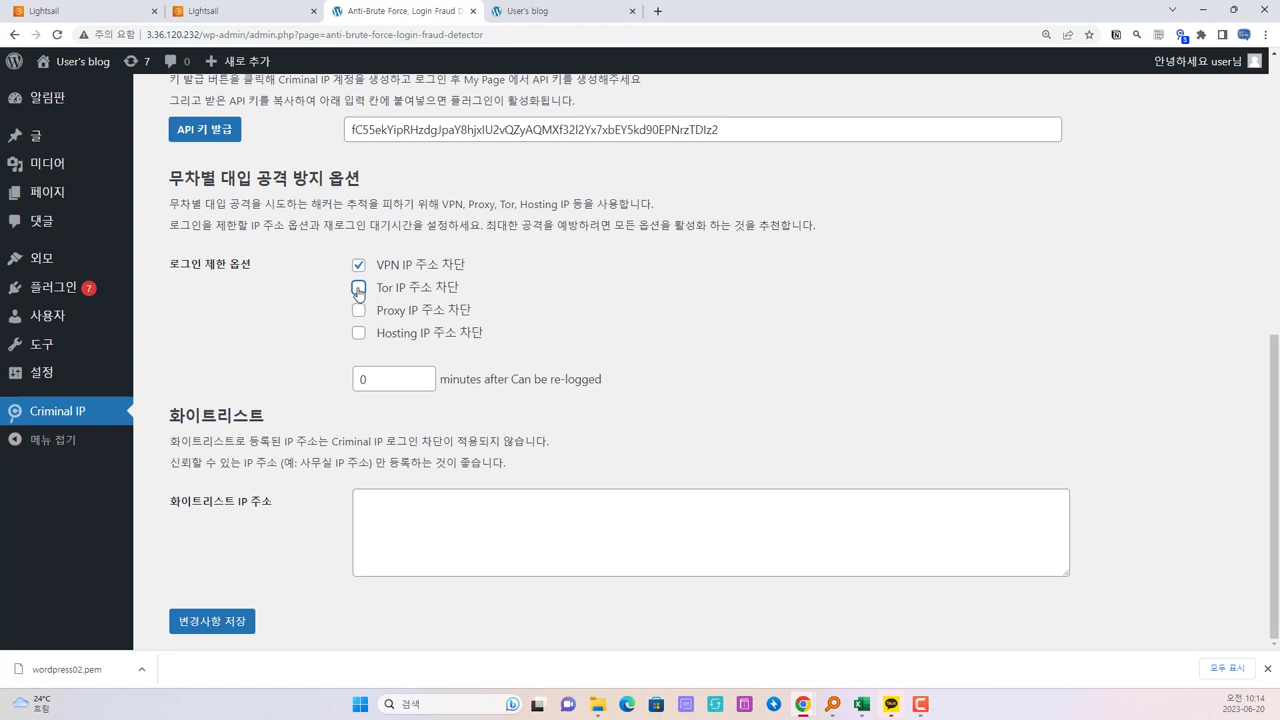 Lightsail
Lightsail
Anti-Brute Force, Login Fraud D
User's blog
주의 요함
3.36.120.232/wp-admin/admin.php?page=anti-brute-force-login-fraud-detector
5
User's blog
7
0
새로 추가
안녕하세요 user님
알림판
글
미디어
페이지
댓글
외모
플러그인 7
사용자
도구
설정
Criminal IP
메뉴 접기
키 발급 버튼을 클릭해 Criminal IP 계정을 생성하고 로그인 후 My Page 에서 API 키를 생성해주세요
그리고 받은 API 키를 복사하여 아래 입력 칸에 붙여넣으면 플러그인이 활성화됩니다.
API 키 발급
fC55ekYipRHzdgJpaY8hjxIU2vQZyAQMXf32l2Yx7xbEY5kd90EPNrzTDIz2
무차별 대입 공격 방지 옵션
무차별 대입 공격을 시도하는 해커는 추적을 피하기 위해 VPN, Proxy, Tor, Hosting IP 등을 사용합니다.
로그인을 제한할 IP 주소 옵션과 재로그인 대기시간을 설정하세요. 최대한 공격을 예방하려면 모든 옵션을 활성화 하는 것을 추천합니다.
로그인 제한 옵션
VPN IP 주소 차단
Tor IP 주소 차단
Proxy IP 주소 차단
Hosting IP 주소 차단
0 minutes after Can be re-logged
화이트리스트
화이트리스트로 등록된 IP 주소는 Criminal IP 로그인 차단이 적용되지 않습니다.
신뢰할 수 있는 IP 주소 (예: 사무실 IP 주소) 만 등록하는 것이 좋습니다.
화이트리스트 IP 주소
변경사항 저장
wordpress02.pem
모두 표시
24°C
흐림
검색
오전 10:14
2023-06-20